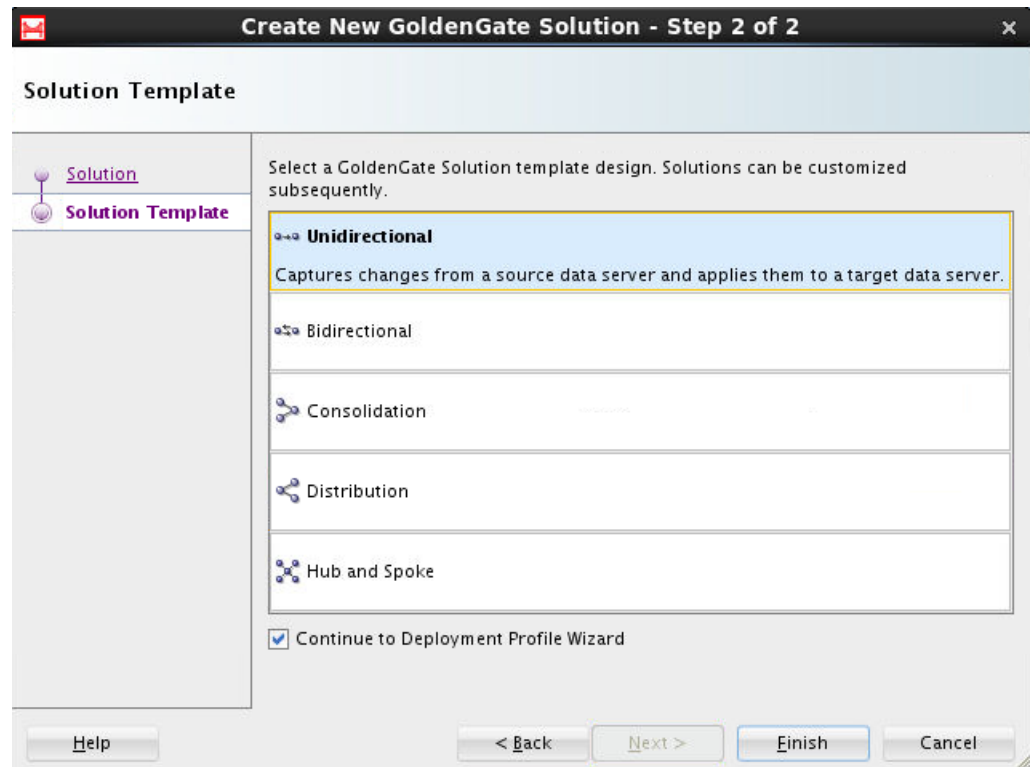 Create New GoldenGate Solution - Step 2 of 2
Solution Template
Solution
Solution Template
Select a GoldenGate Solution template design. Solutions can be customized
subsequently.
Unidirectional
Captures changes from a source data server and applies them to a target data server.
Bidirectional
Consolidation
Distribution
Hub and Spoke
Continue to Deployment Profile Wizard
Help
< Back
Next >
Finish
Cancel